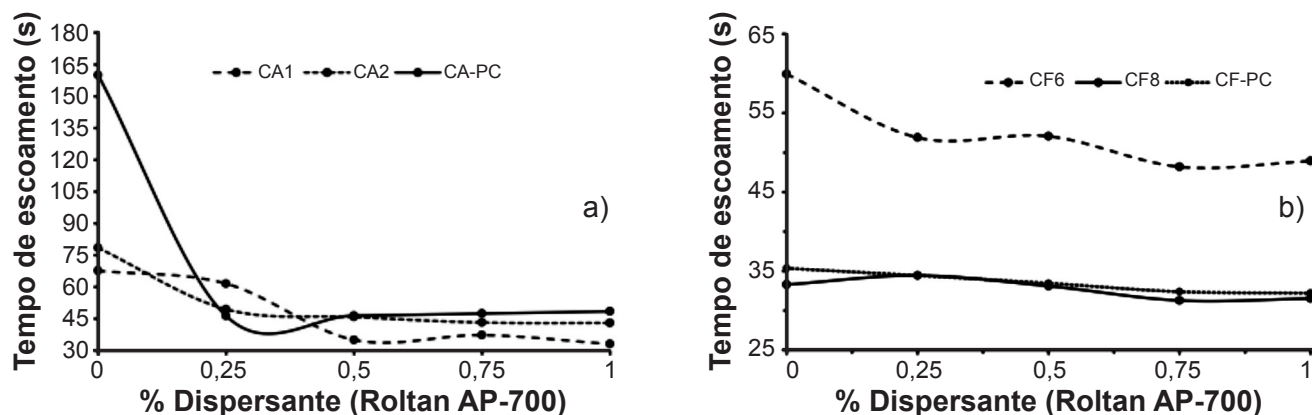 Tempo de escoamento (s)
180
165
150
135
120
105
90
75
60
45
30
CA1 CA2 CA-PC
a)
0 0,25 0,5 0,75 1
% Dispersante (Roltan AP-700)
Tempo de escoamento (s)
65
55
45
35
25
CF6 CF8 CF-PC
b)
0 0,25 0,5 0,75 1
% Dispersante (Roltan AP-700)